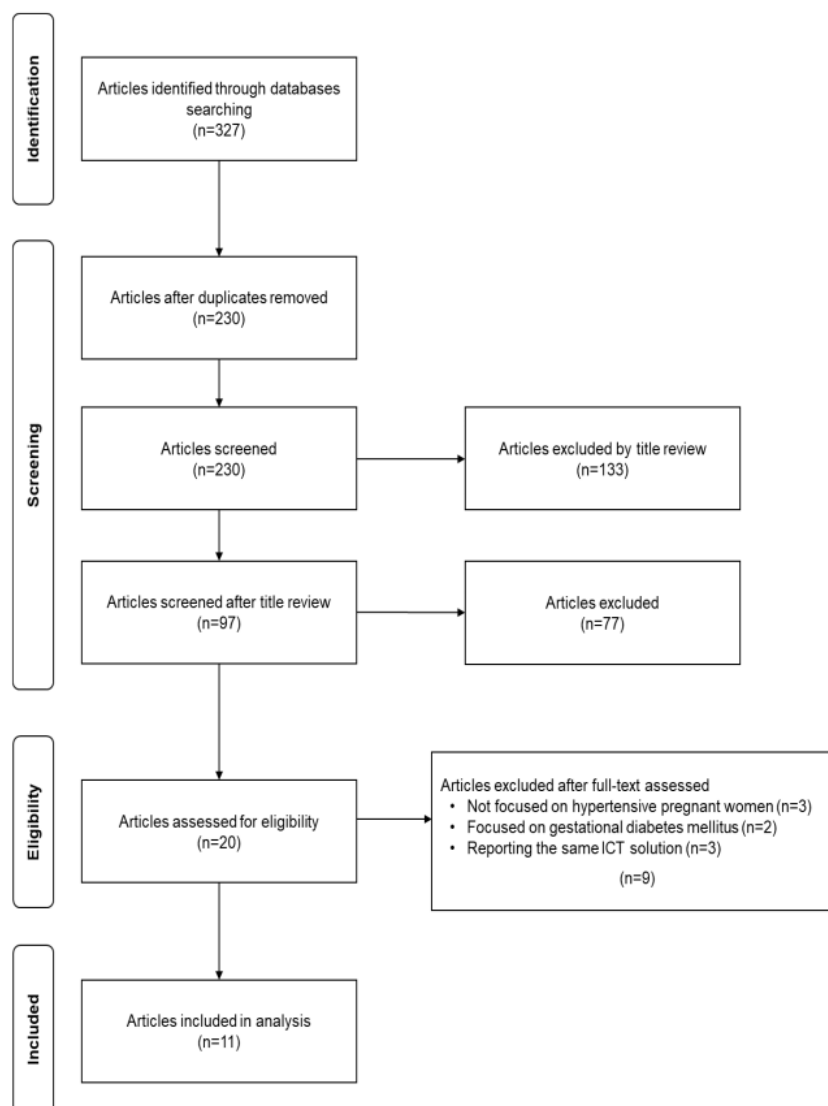 Identification
Articles identified through databases
searching
(n=327)
Screening
Articles after duplicates removed
(n=230)
Articles screened
(n=230)
Articles excluded by title review
(n=133)
Articles screened after title review
(n=97)
Articles excluded
(n=77)
Eligibility
Articles assessed for eligibility
(n=20)
Articles excluded after full-text assessed
• Not focused on hypertensive pregnant women (n=3)
• Focused on gestational diabetes mellitus (n=2)
• Reporting the same ICT solution (n=3)
(n=9)
Included
Articles included in analysis
(n=11)